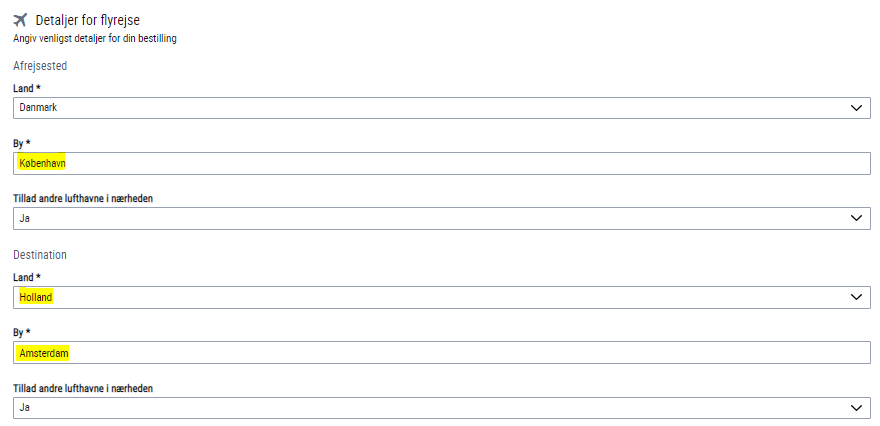 Detaljer for flyrejse
Angiv venligst detaljer for din bestilling
Afrejsested
Land *
Danmark
By *
København
Tillad andre lufthavne i nærheden
Ja
Destination
Land *
Holland
By *
Amsterdam
Tillad andre lufthavne i nærheden
Ja